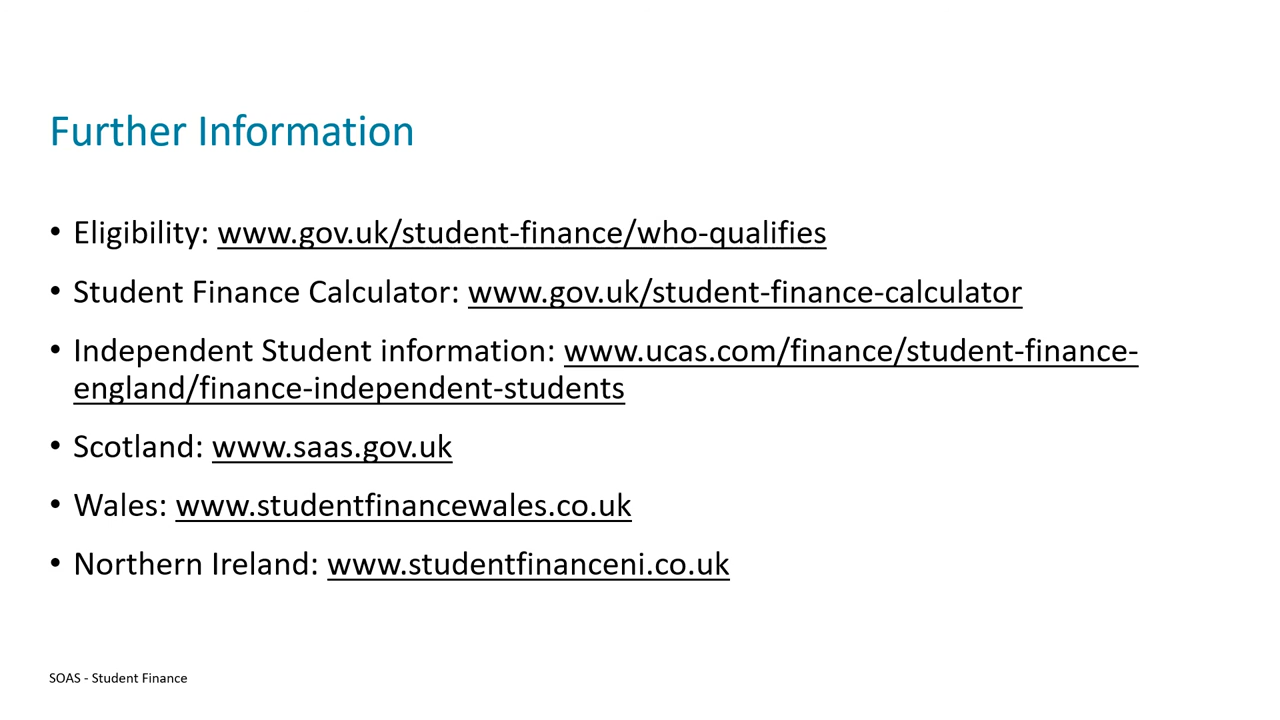 Further Information
• Eligibility: www.gov.uk/student-finance/who-qualifies
• Student Finance Calculator: www.gov.uk/student-finance-calculator
• Independent Student information: www.ucas.com/finance/student-finance-
england/finance-independent-students
• Scotland: www.saas.gov.uk
• Wales: www.studentfinancewales.co.uk
• Northern Ireland: www.studentfinanceni.co.uk
SOAS - Student Finance